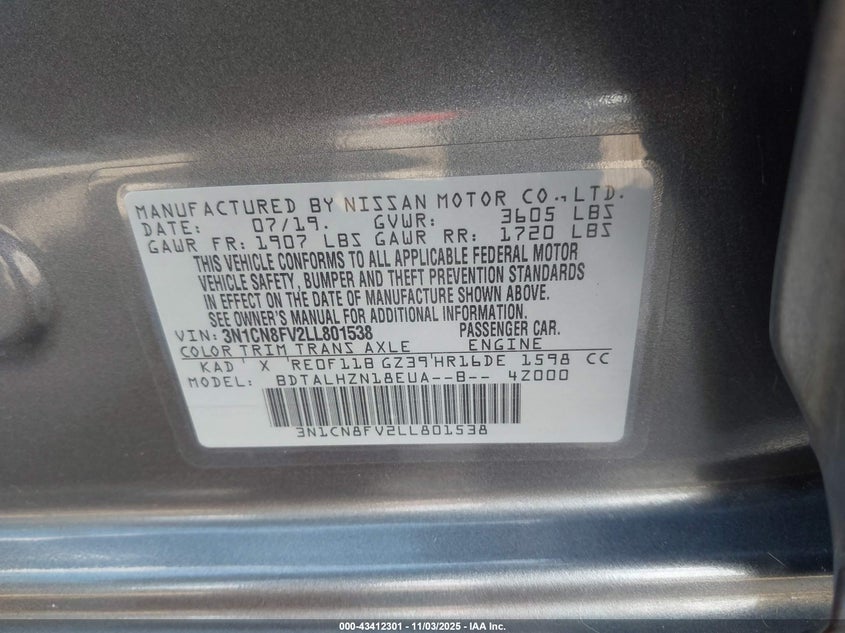 MANUFACTURED BY NISSAN MOTOR CO.,LTD.
DATE: 07/19. GVWR: 3605 LBS
GAWR FR: 1907 LBS GAWR RR: 1720 LBS
THIS VEHICLE CONFORMS TO ALL APPLICABLE FEDERAL MOTOR
VEHICLE SAFETY, BUMPER AND THEFT PREVENTION STANDARDS
IN EFFECT ON THE DATE OF MANUFACTURE SHOWN ABOVE.
SEE OWNER'S MANUAL FOR ADDITIONAL INFORMATION.
VIN: 3N1CN8FV2LL801538 PASSENGER CAR.
COLOR TRIM TRANS AXLE ENGINE
KAD X RE0F11B GZ39 HR16DE 1598 CC
MODEL: BDTALHZN18EUA--B-- 4Z000
3N1CN8FV2LL801538
000-43412301 - 11/03/2025 - IAA Inc.